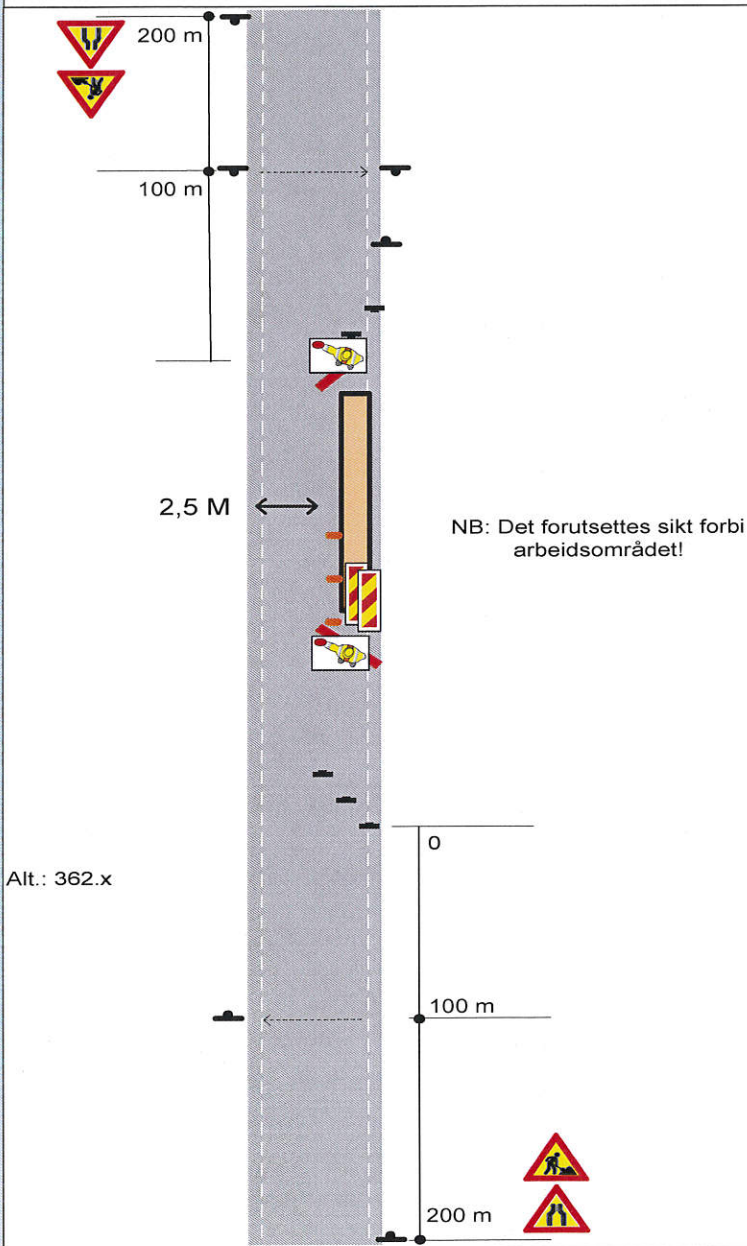 200 m
100 m
2,5 M
NB: Det forutsettes sikt forbi
arbeidsområdet!
0
Alt.: 362.x
100 m
200 m